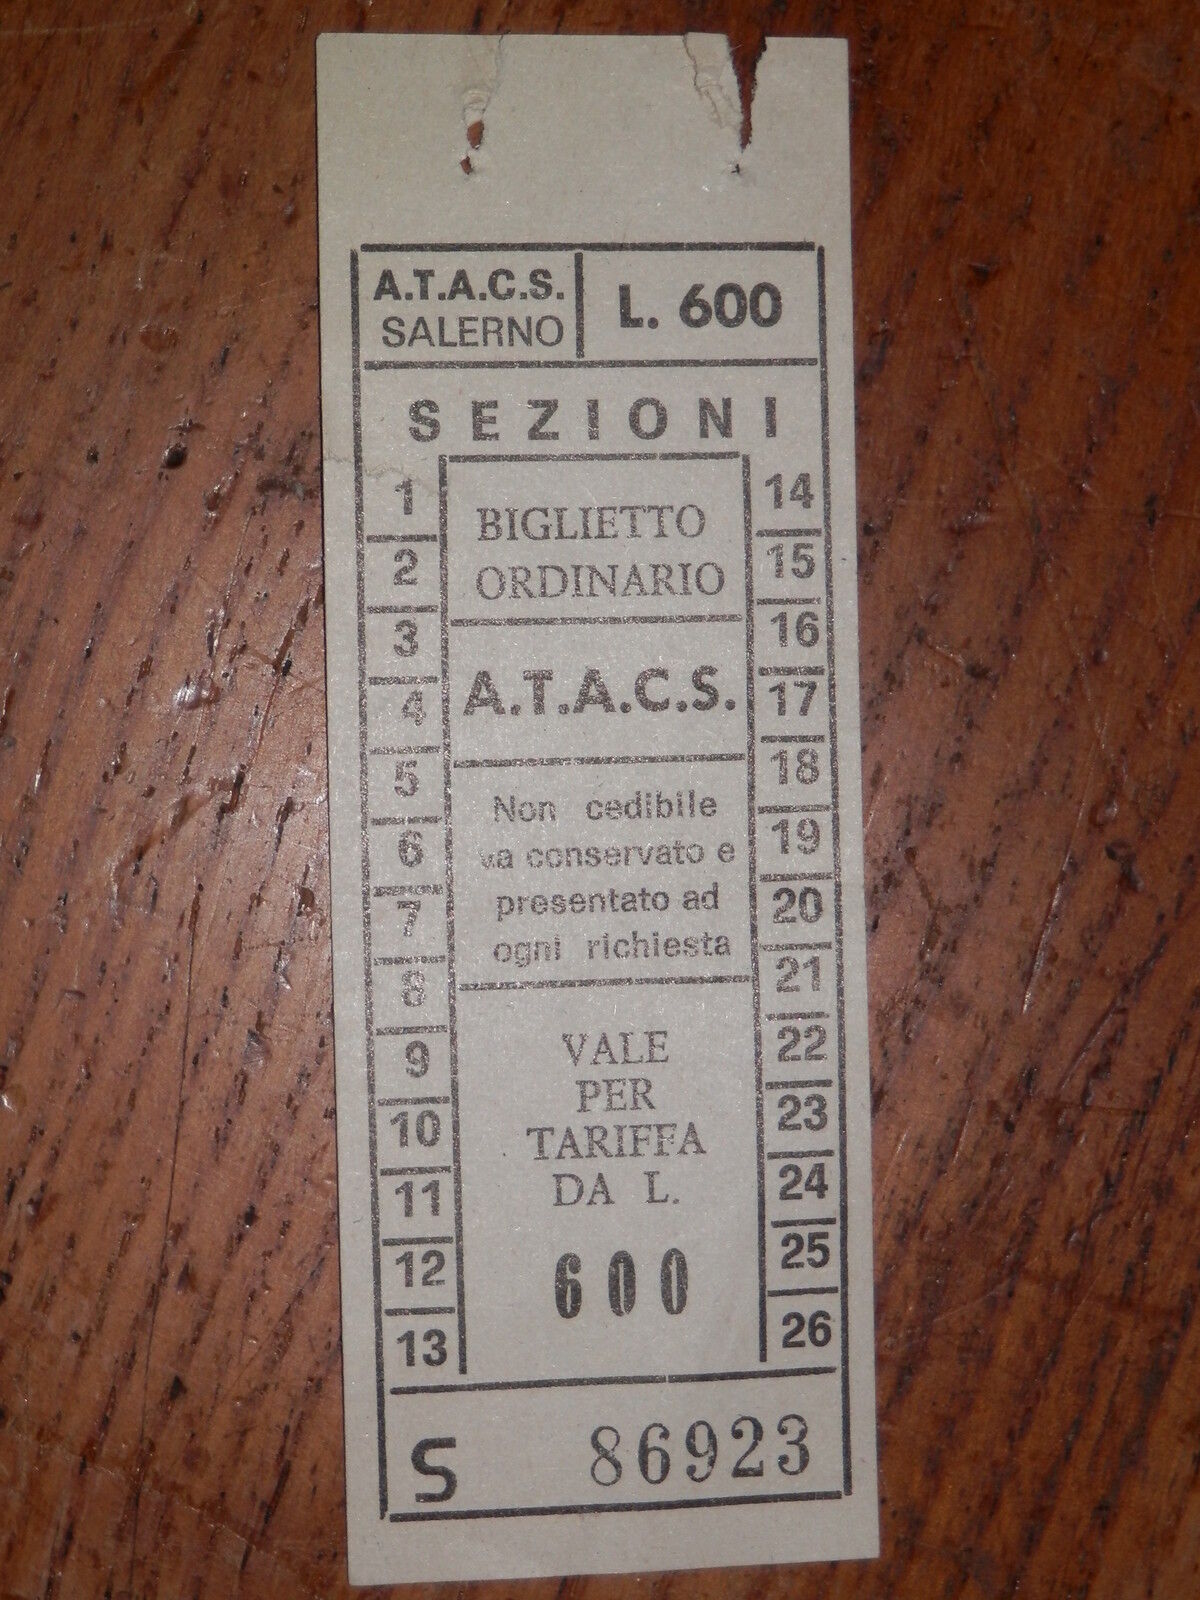 A.T.A.C.S.
SALERNO
L. 600
SEZIONI
1
2
3
4
5
6
7
8
9
10
11
12
13
BIGLIETTO
ORDINARIO
A.T.A.C.S.
Non cedibile
va conservato e
presentato ad
ogni richiesta
VALE
PER
TARIFFA
DA L.
600
14
15
16
17
18
19
20
21
22
23
24
25
26
S 86923